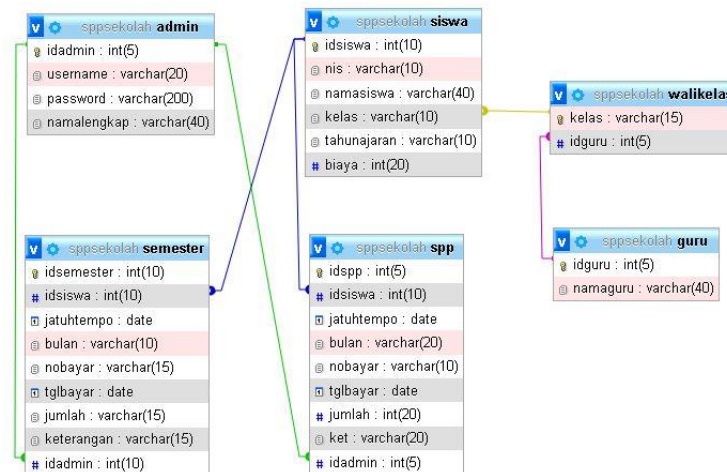 sppsekolah admin
idadmin : int(5)
username : varchar(20)
password : varchar(200)
namalengkap : varchar(40)
sppsekolah siswa
idsiswa : int(10)
nis : varchar(10)
namasiswa : varchar(40)
kelas : varchar(10)
tahunajaran : varchar(10)
# biaya : int(20)
sppsekolah walikelas
kelas : varchar(15)
# idguru : int(5)
sppsekolah semester
idsemester : int(10)
# idsiswa : int(10)
jatuhtempo : date
bulan : varchar(10)
nobayar : varchar(15)
tglbayar : date
jumlah : varchar(15)
keterangan : varchar(15)
# idadmin : int(10)
sppsekolah spp
idspp : int(5)
# idsiswa : int(10)
jatuhtempo : date
bulan : varchar(20)
nobayar : varchar(10)
tglbayar : date
# jumlah : int(20)
ket : varchar(20)
# idadmin : int(5)
sppsekolah guru
idguru : int(5)
namaguru : varchar(40)